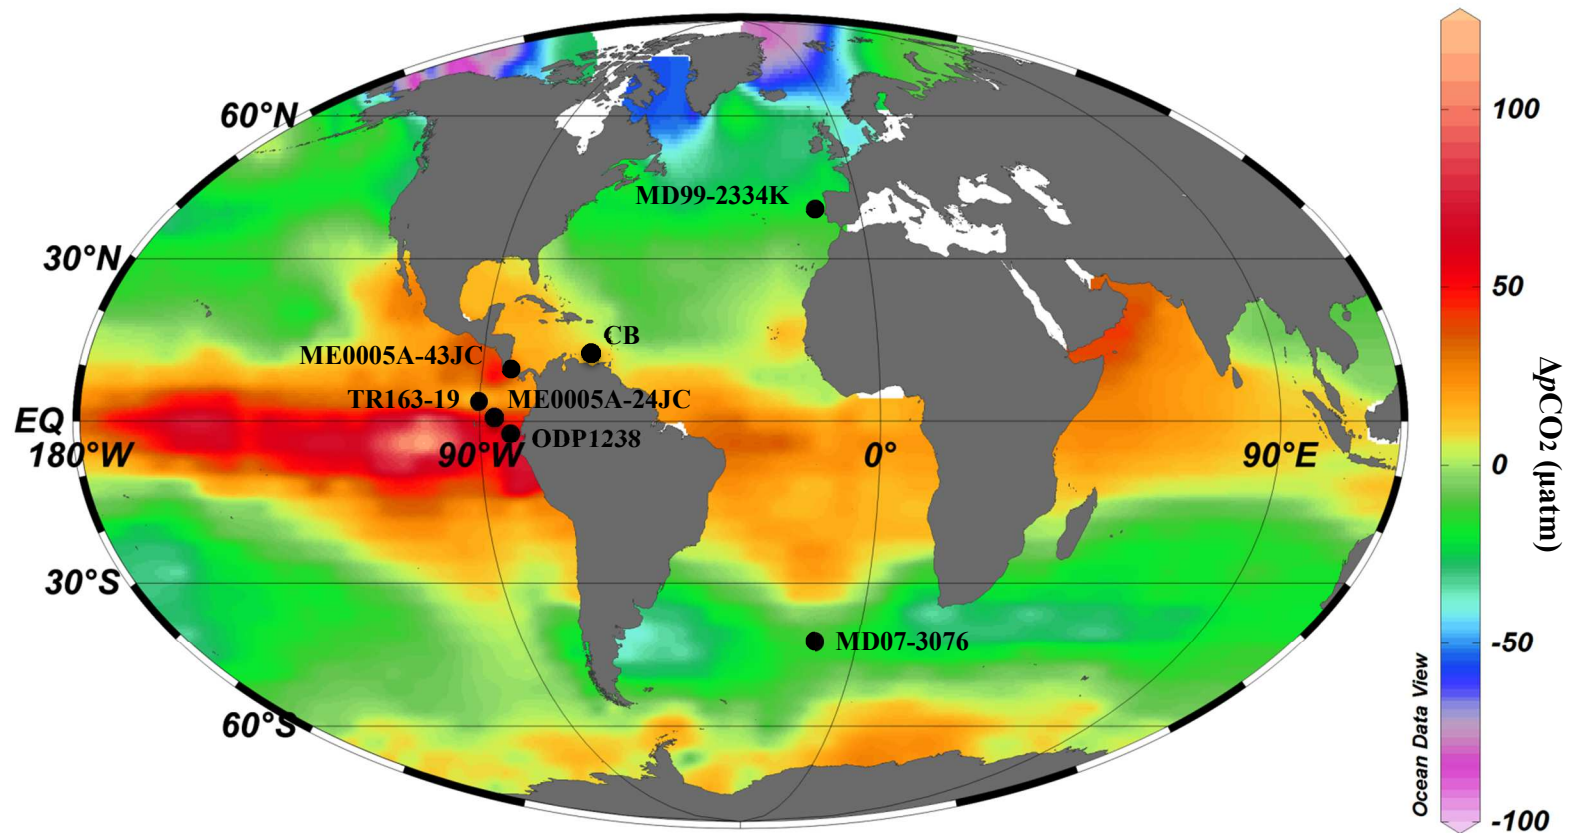 60°N
100
MD99-2334K
30°N
50
CB
ME0005A-43JC
TR163-19
ME0005A-24JC
EQ
ODP1238
180°W
90°W
0°
90°E
0
ΔpCO₂ (μatm)
30°S
MD07-3076
-50
60°S
Ocean Data View
-100